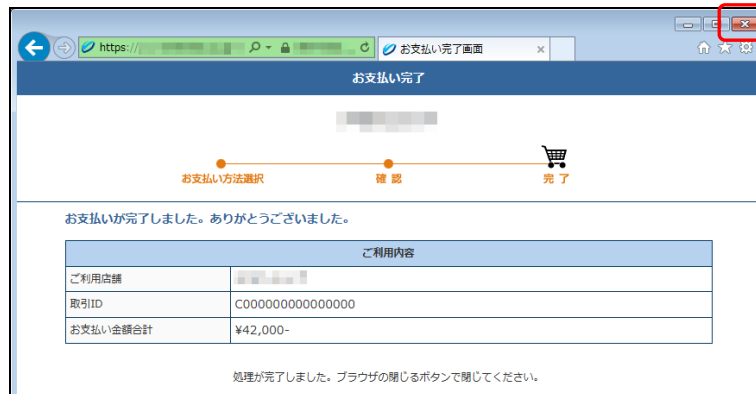 https://
お支払い完了画面
お支払い完了
お支払い方法選択
確 認
完 了
お支払いが完了しました。ありがとうございました。
ご利用内容
ご利用店舗
取引ID
C000000000000000
お支払い金額合計
¥42,000-
処理が完了しました。ブラウザの閉じるボタンで閉じてください。